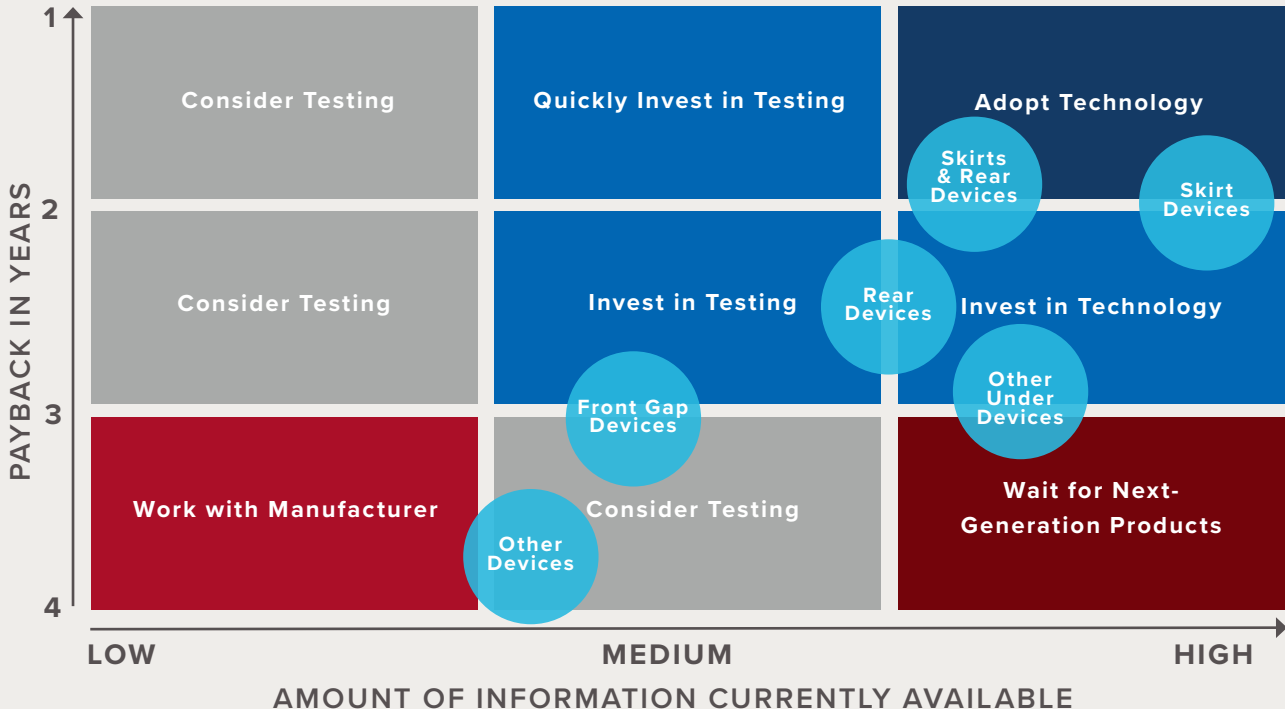 1
Consider Testing
Quickly Invest in Testing
Adopt Technology
Skirts
& Rear
Devices
Skirt
Devices
PAYBACK IN YEARS
2
Consider Testing
Invest in Testing
Rear
Devices
Invest in Technology
Other
Under
Devices
Front Gap
Devices
3
Work with Manufacturer
Other
Devices
Consider Testing
Wait for Next-
Generation Products
4
LOW
MEDIUM
HIGH
AMOUNT OF INFORMATION CURRENTLY AVAILABLE